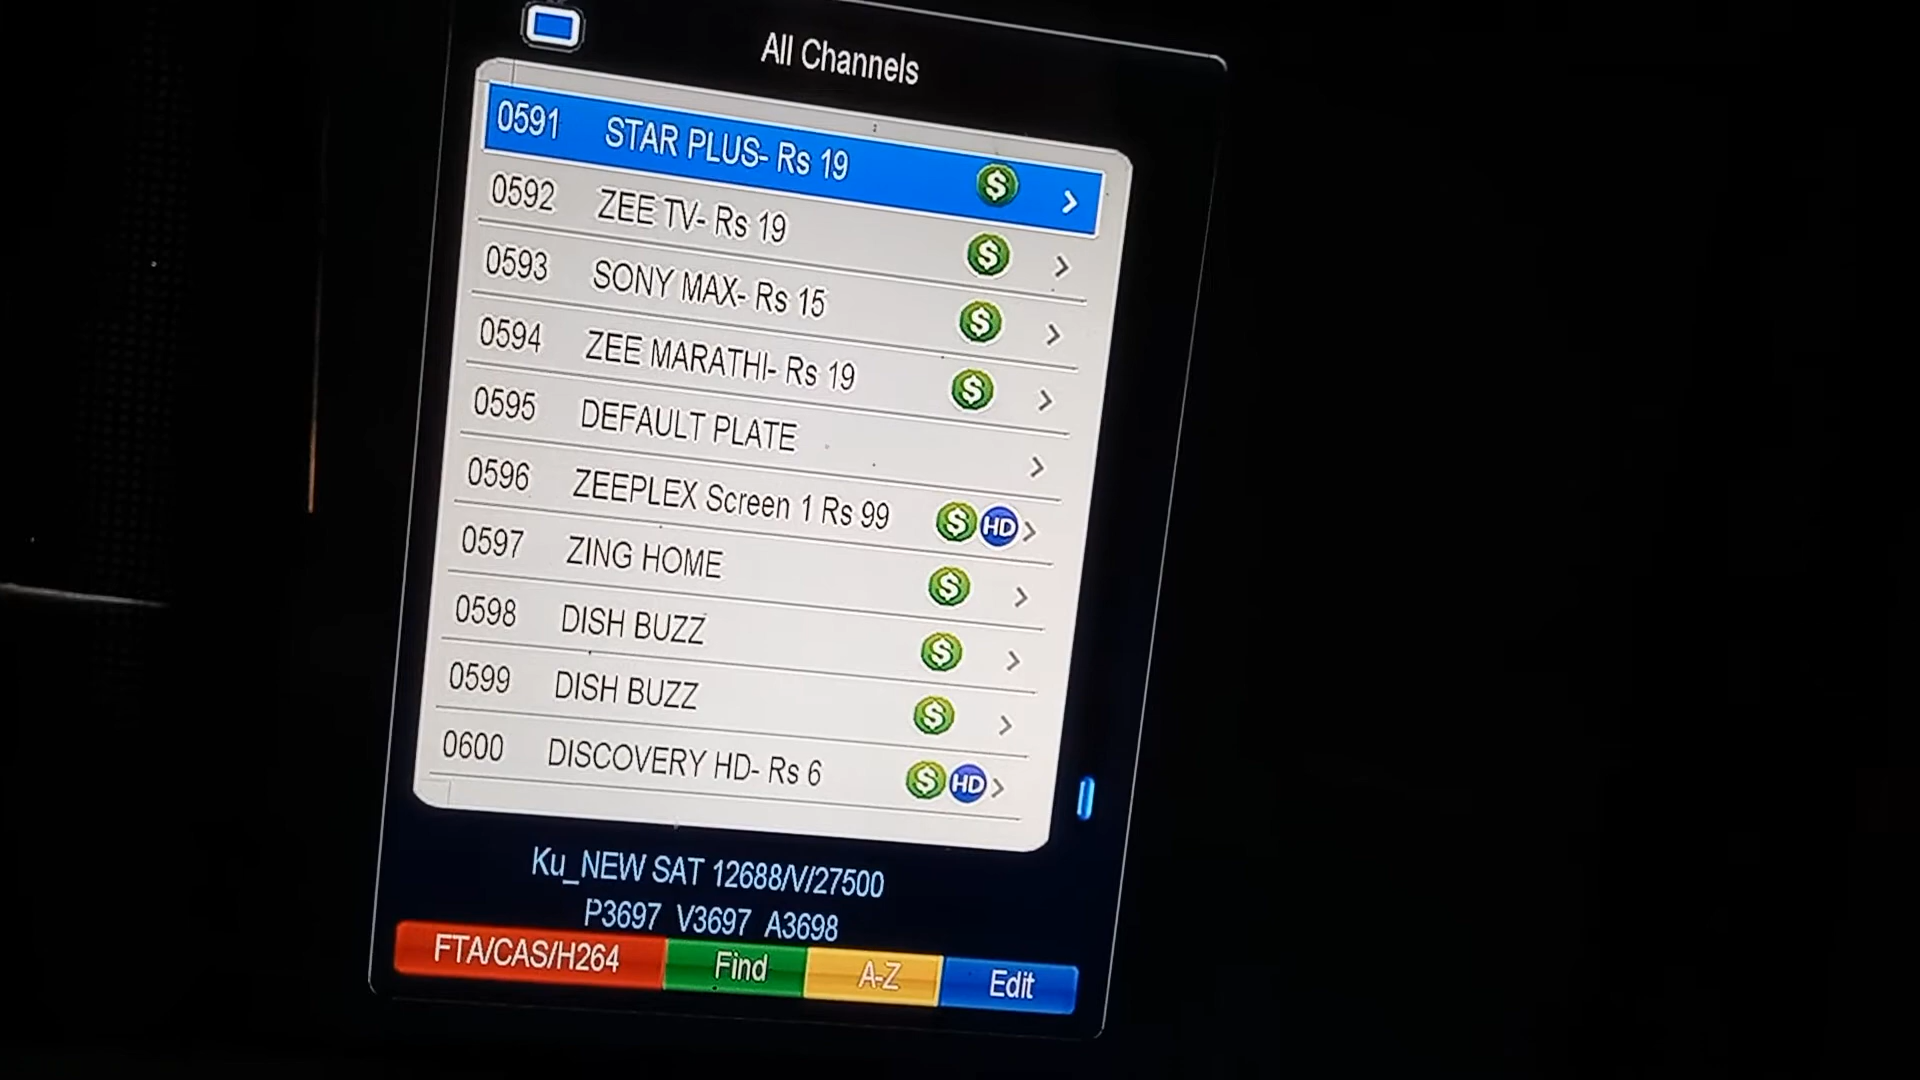 All Channels
0591 STAR PLUS- Rs 19 $
0592 ZEE TV- Rs 19 $
0593 SONY MAX- Rs 15 $
0594 ZEE MARATHI- Rs 19 $
0595 DEFAULT PLATE
0596 ZEEPLEX Screen 1 Rs 99 $ HD
0597 ZING HOME $
0598 DISH BUZZ $
0599 DISH BUZZ $
0600 DISCOVERY HD- Rs 6 $ HD
Ku_NEW SAT 12688/V/27500
P3697 V3697 A3698
FTA/CAS/H264 Find A-Z Edit